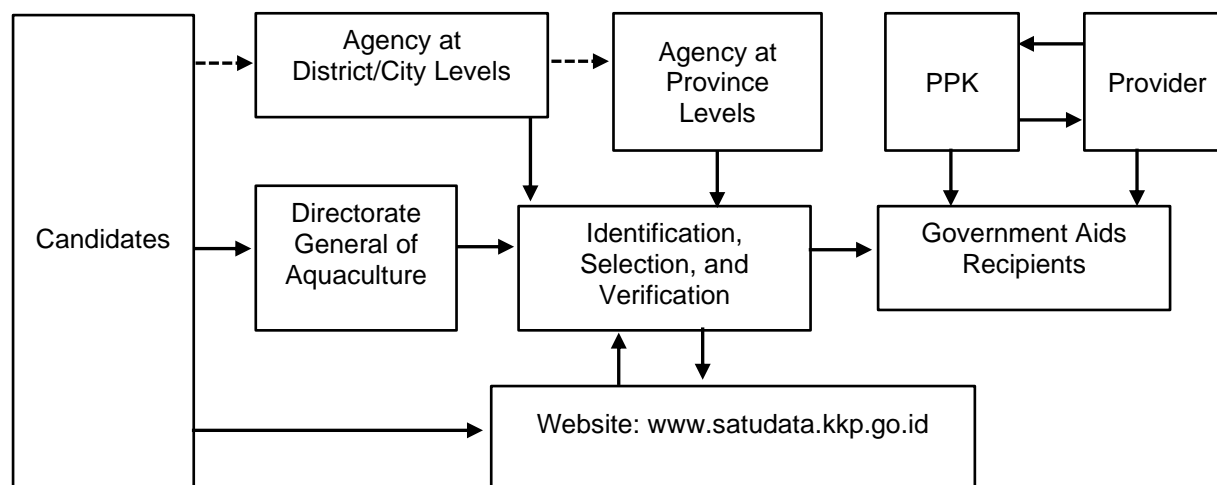 Agency at
District/City Levels
Agency at
Province
Levels
PPK
Provider
Candidates
Directorate
General of
Aquaculture
Identification,
Selection, and
Verification
Government Aids
Recipients
Website: www.satudata.kkp.go.id